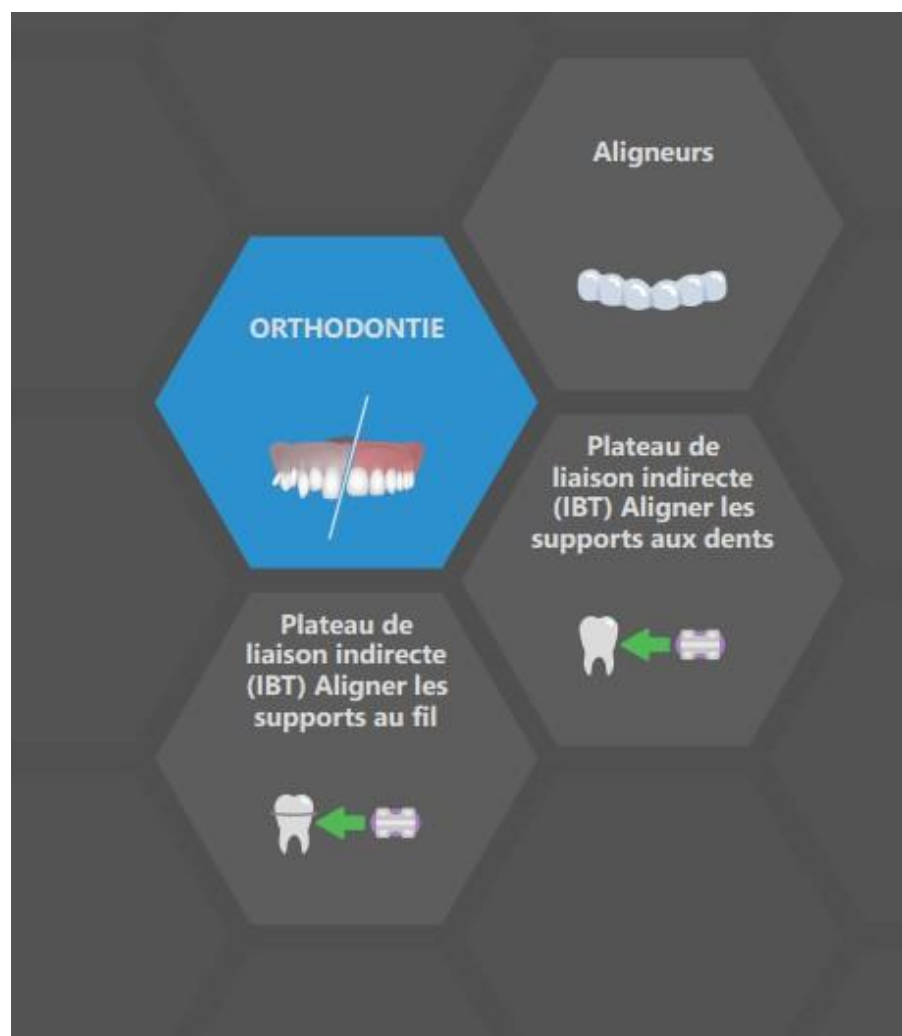 Aligneurs
ORTHODONTIE
Plateau de
liaison indirecte
(IBT) Aligner les
supports aux dents
Plateau de
liaison indirecte
(IBT) Aligner les
supports au fil